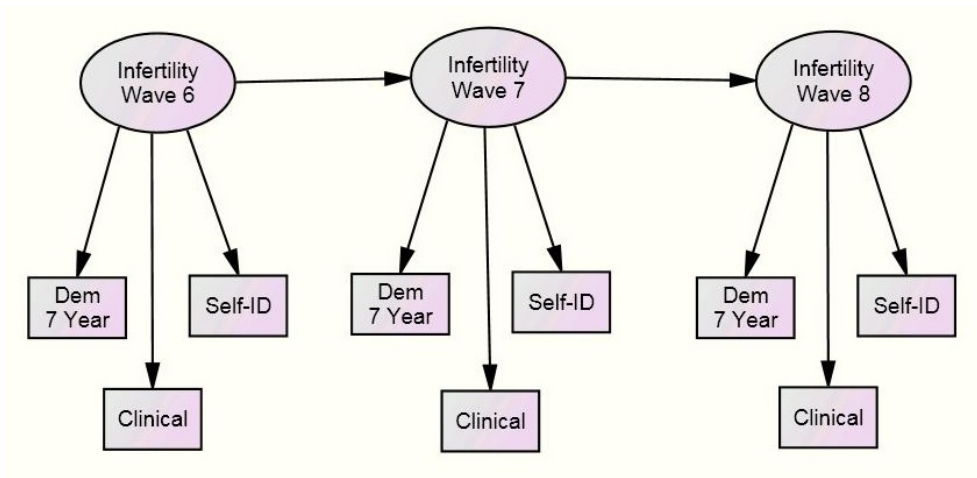 Infertility
Wave 6
Infertility
Wave 7
Infertility
Wave 8
Dem
7 Year
Self-ID
Clinical
Dem
7 Year
Self-ID
Clinical
Dem
7 Year
Self-ID
Clinical